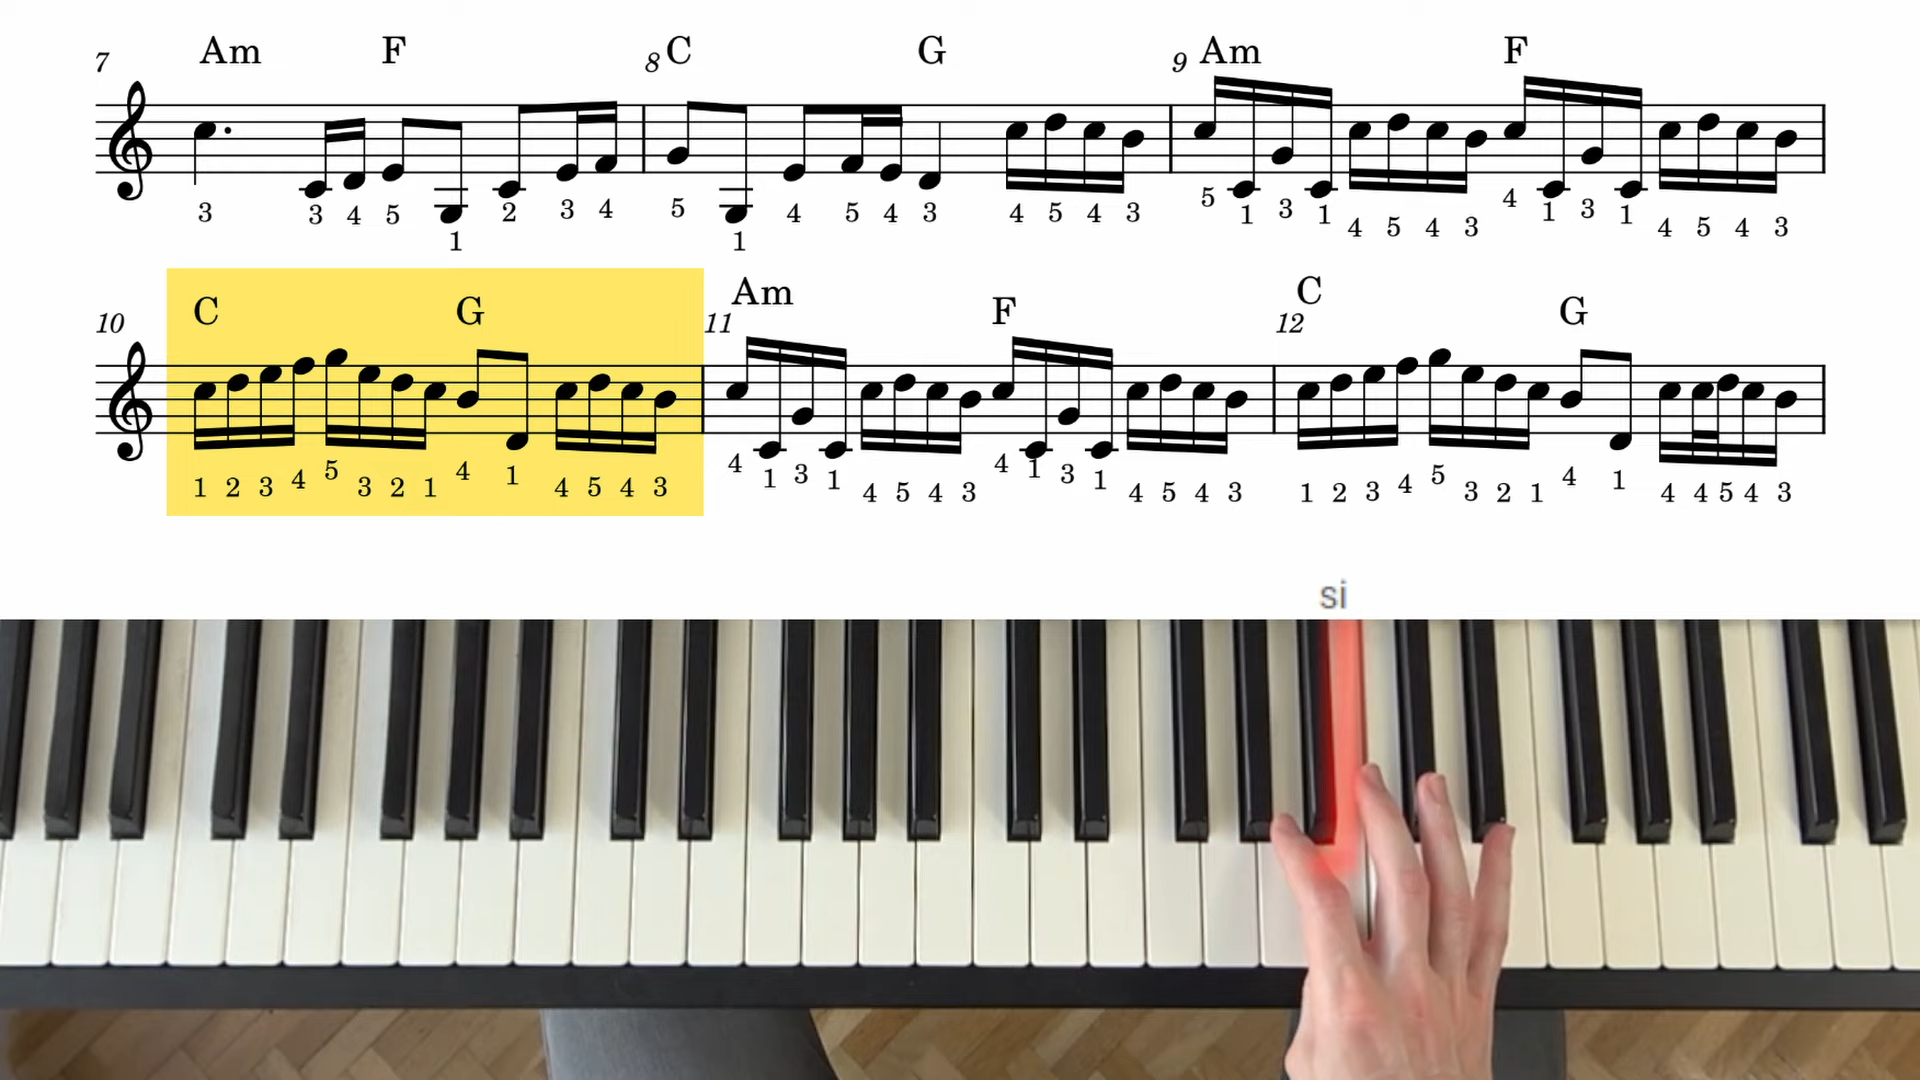 7 Am F 8 C G 9 Am F
3 3 4 5 1 2 3 4 5 1 4 5 4 3 4 5 4 3 5 1 3 1 4 5 4 3 4 1 3 1 4 5 4 3
10 C G 11 Am F 12 C G
1 2 3 4 5 3 2 1 4 1 4 5 4 3 4 1 3 1 4 5 4 3 4 1 3 1 4 5 4 3 1 2 3 4 5 3 2 1 4 1 4 4 5 4 3
si